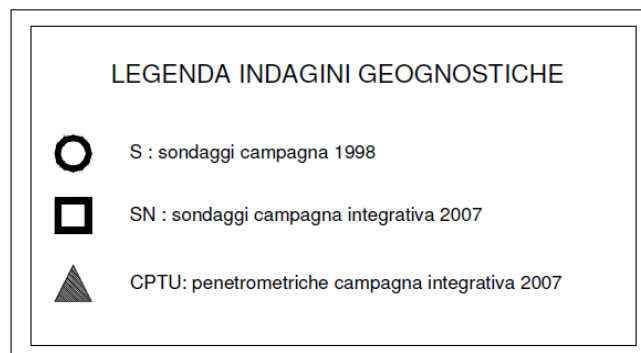 LEGENDA INDAGINI GEOGNOSTICHE
S : sondaggi campagna 1998
SN : sondaggi campagna integrativa 2007
CPTU: penetrometriche campagna integrativa 2007